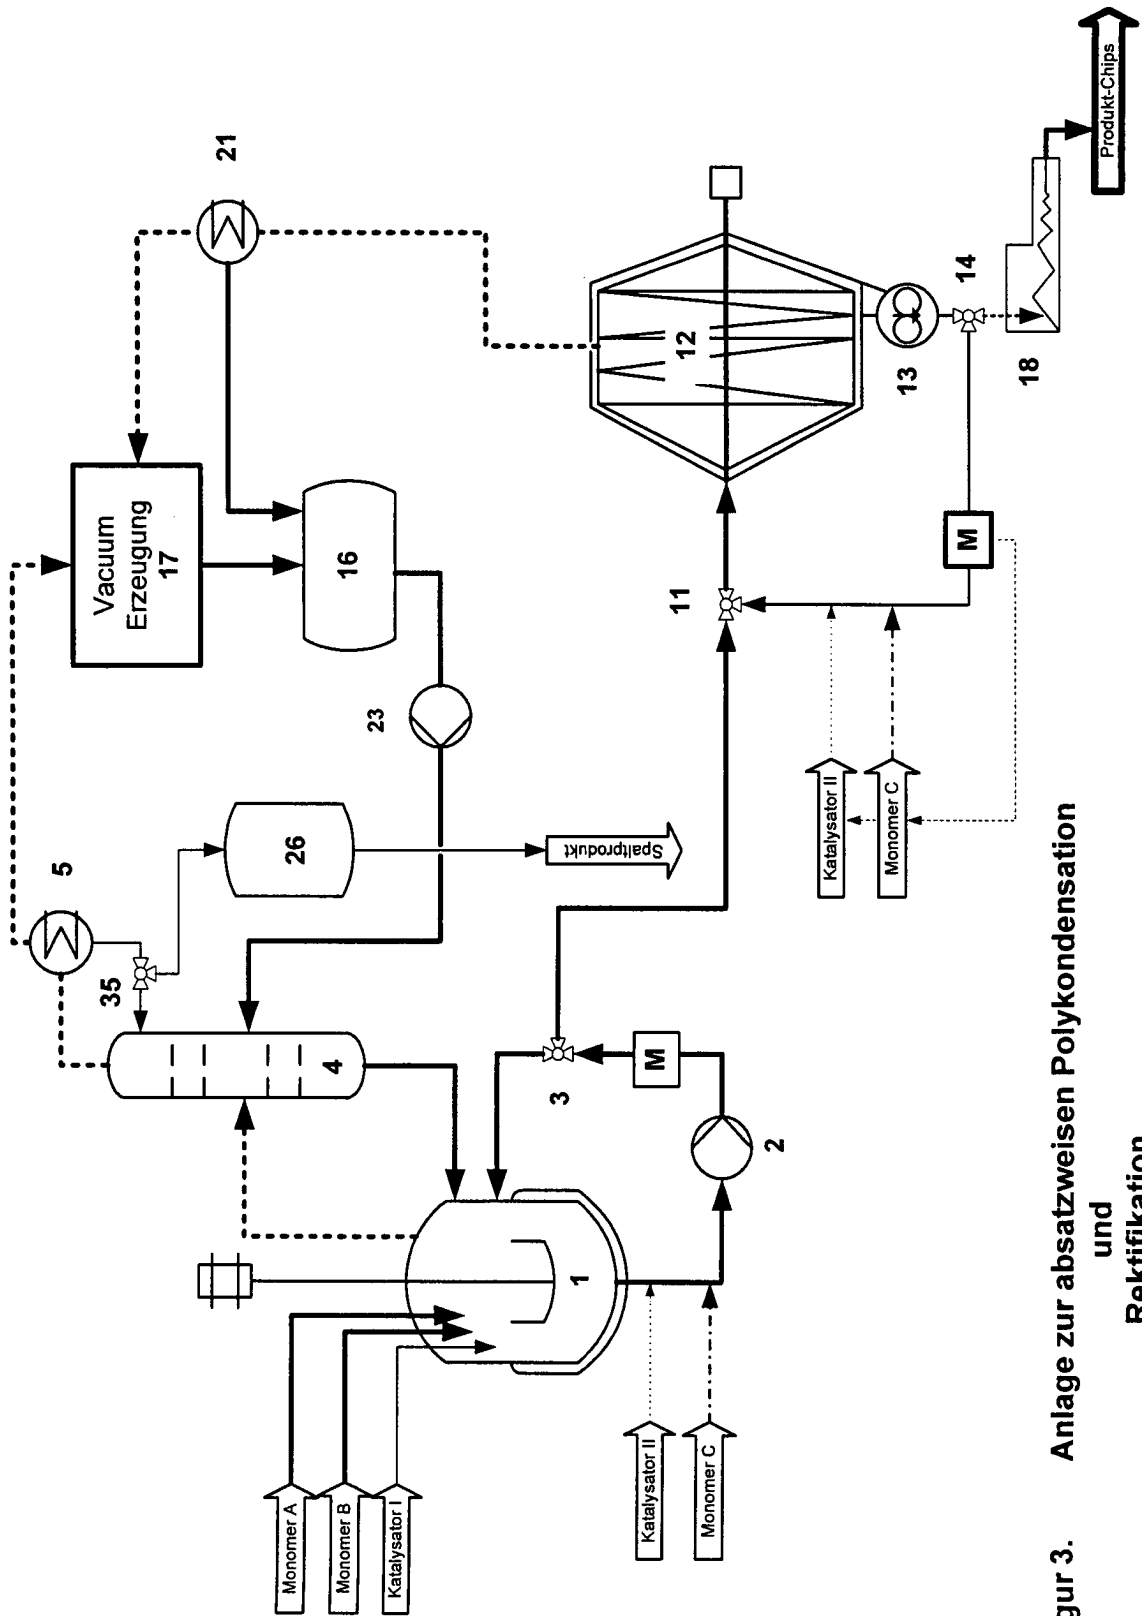 Monomer A
Monomer B
Katalysator I
Katalysator II
Monomer C
1
2
M
3
4
35
5
26
Spaltprodukt
23
16
Vacuum
Erzeugung
17
21
11
12
13
14
18
M
Katalysator II
Monomer C
Produkt-Chips
gur 3. Anlage zur absatzweisen Polykondensation
und
Rektifikation